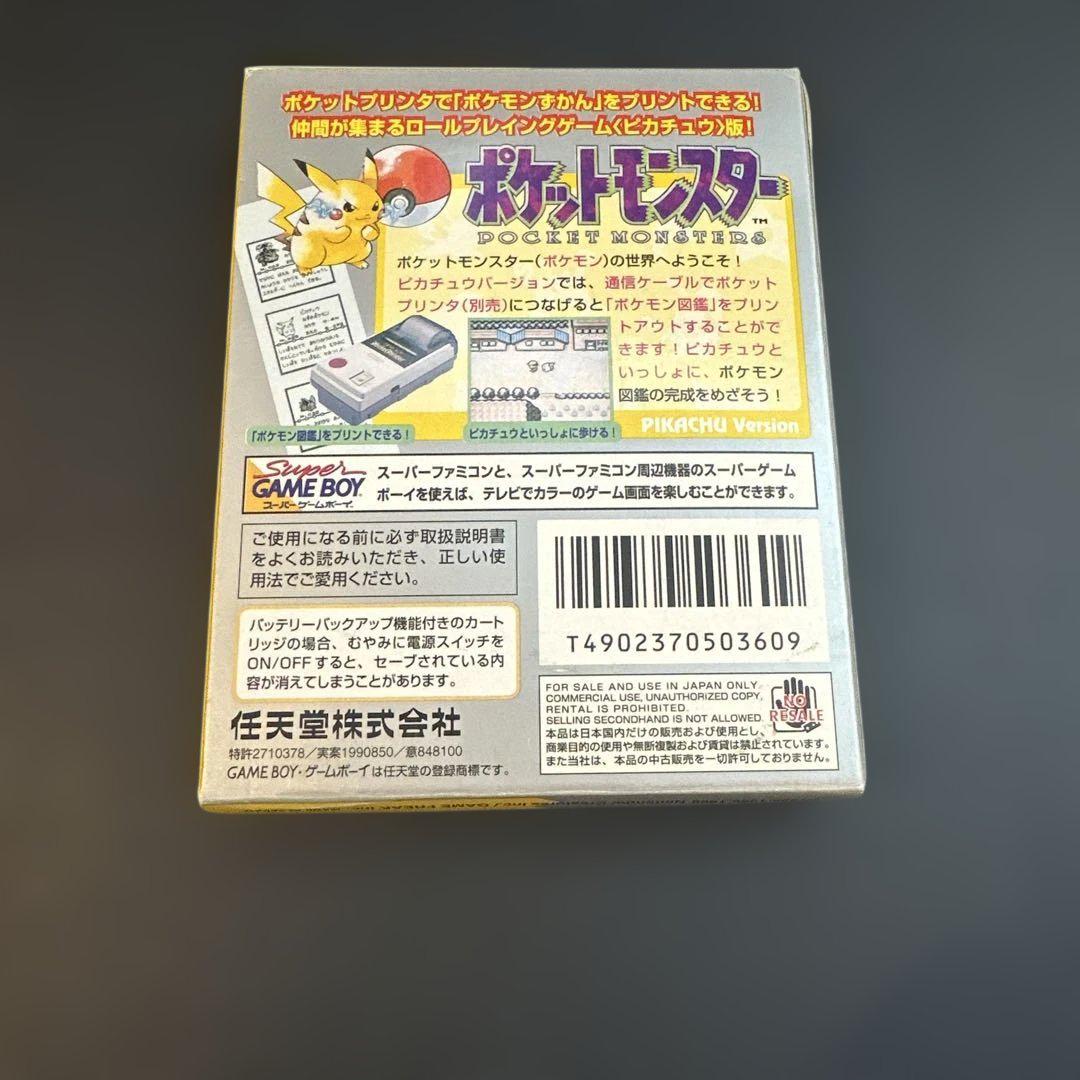 ポケットプリンタで「ポケモンずかん」をプリントできる!
仲間が集まるロールプレイングゲーム〈ピカチュウ〉版!
ポケットモンスター™
POCKET MONSTERS
ポケットモンスター(ポケモン)の世界へようこそ!
ピカチュウバージョンでは、通信ケーブルでポケット
プリンタ(別売)につなげると「ポケモン図鑑」をプリン
トアウトすることがで
きます!ピカチュウと
いっしょに、ポケモン
図鑑の完成をめざそう!
「ポケモン図鑑」をプリントできる!
ピカチュウといっしょに歩ける!
PIKACHU Version
Super
GAME BOY
スーパーゲームボーイ
スーパーファミコンと、スーパーファミコン周辺機器のスーパーゲーム
ボーイを使えば、テレビでカラーのゲーム画面を楽しむことができます。
ご使用になる前に必ず取扱説明書
をよくお読みいただき、正しい使
用法でご愛用ください。
バッテリーバックアップ機能付きのカート
リッジの場合、むやみに電源スイッチを
ON/OFFすると、セーブされている内
容が消えてしまうことがあります。
任天堂株式会社
特許2710378/実案1990850/意848100
GAME BOY・ゲームボーイは任天堂の登録商標です。
T4902370503609
FOR SALE AND USE IN JAPAN ONLY.
COMMERCIAL USE, UNAUTHORIZED COPY,
RENTAL IS PROHIBITED.
SELLING SECONDHAND IS NOT ALLOWED.
NO
RESALE
本品は日本国内だけの販売および使用とし、
商業目的の使用や無断複製および賃貸は禁止されています。
また当社は、本品の中古販売を一切許可しておりません。